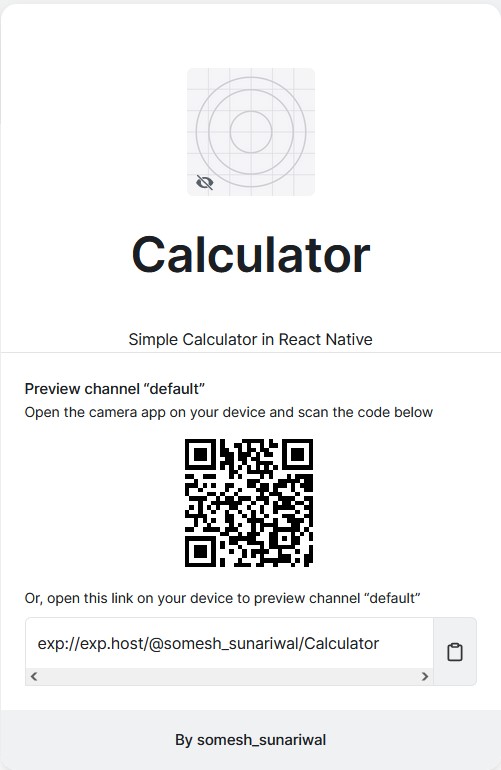 Calculator
Simple Calculator in React Native
Preview channel “default”
Open the camera app on your device and scan the code below
Or, open this link on your device to preview channel “default”
exp://exp.host/@somesh_sunariwal/Calculator
By somesh_sunariwal